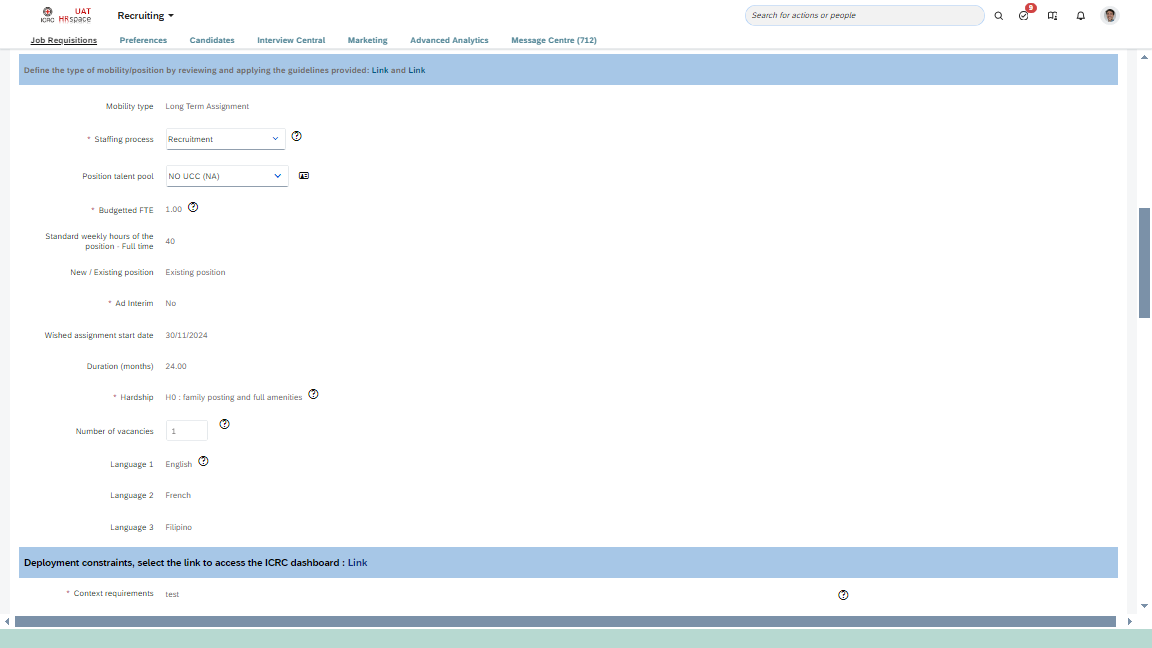 ICRC UAT HRspace
Recruiting
Search for actions or people
9
Job Requisitions Preferences Candidates Interview Central Marketing Advanced Analytics Message Centre (712)
Define the type of mobility/position by reviewing and applying the guidelines provided: Link and Link
Mobility type Long Term Assignment
* Staffing process Recruitment
Position talent pool NO UCC (NA)
* Budgetted FTE 1.00
Standard weekly hours of the
position - Full time 40
New / Existing position Existing position
* Ad Interim No
Wished assignment start date 30/11/2024
Duration (months) 24.00
* Hardship H0 : family posting and full amenities
Number of vacancies 1
Language 1 English
Language 2 French
Language 3 Filipino
Deployment constraints, select the link to access the ICRC dashboard : Link
* Context requirements test